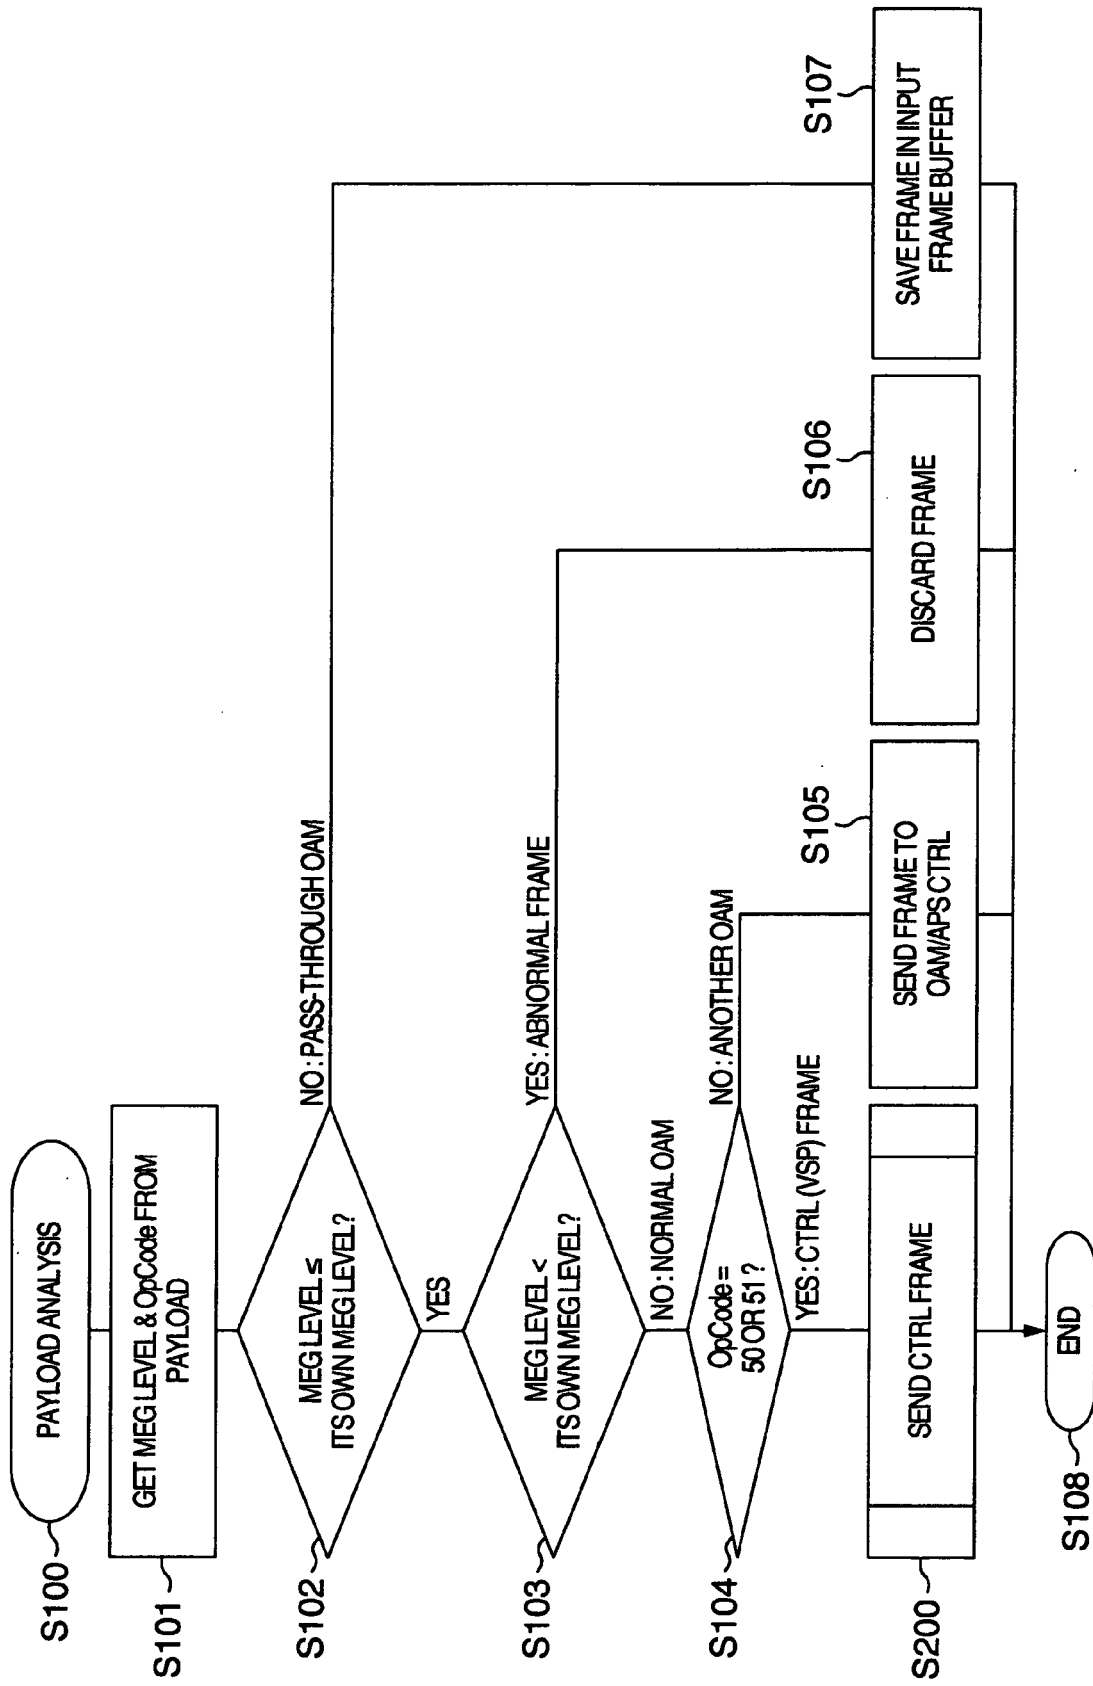 S100
PAYLOAD ANALYSIS
S101
GET MEG LEVEL & OpCode FROM
PAYLOAD
S102
MEG LEVEL ≤
ITS OWN MEG LEVEL?
NO: PASS-THROUGH OAM
YES
S103
MEG LEVEL <
ITS OWN MEG LEVEL?
YES: ABNORMAL FRAME
NO: NORMAL OAM
S104
OpCode =
50 OR 51?
NO: ANOTHER OAM
YES: CTRL (VSP) FRAME
S200
SEND CTRL FRAME
S105
SEND FRAME TO
OAM/APS CTRL
S106
DISCARD FRAME
S107
SAVE FRAME IN INPUT
FRAME BUFFER
S108
END